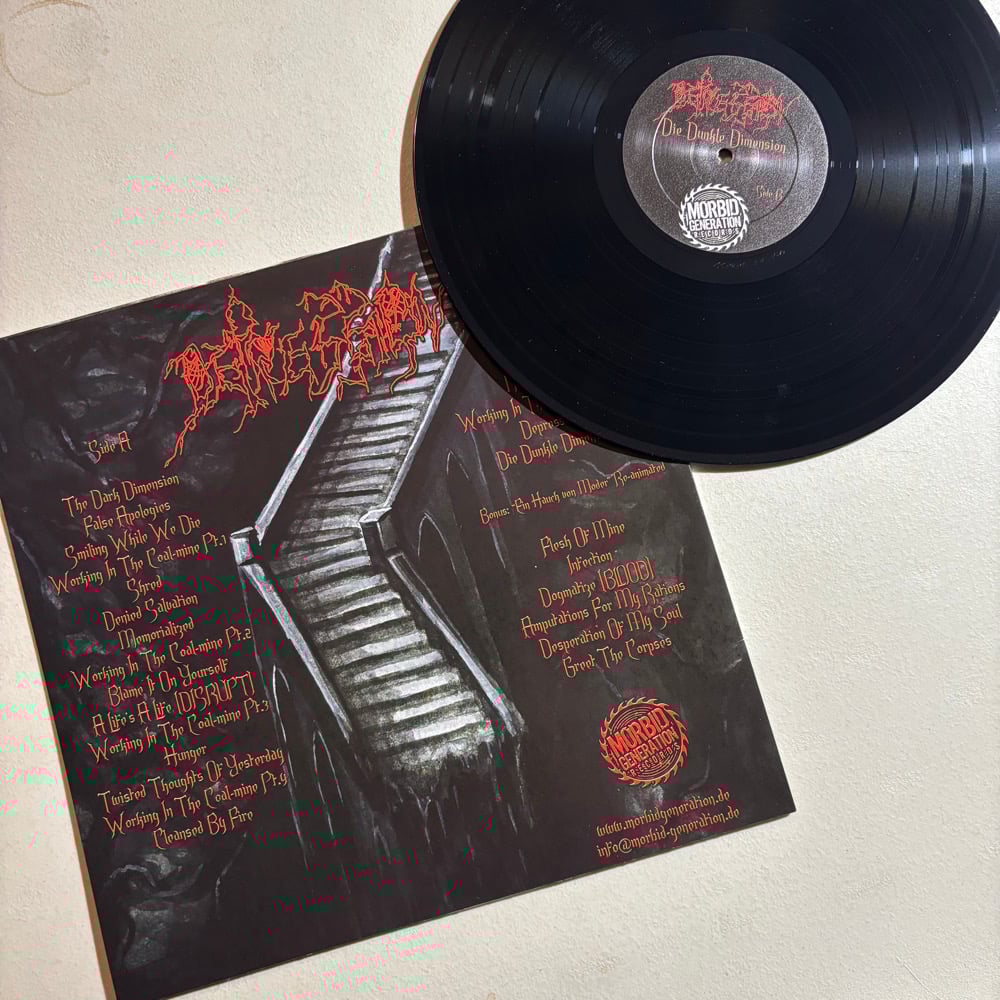 Die Dunkle Dimension
MORBID
GENERATION
RECORDS
Side A
The Dark Dimension
False Apologies
Smiling While We Die
Working In The Coal-mine Pt.1
Shred
Denied Salvation
Memorialized
Working In The Coal-mine Pt.2
Blame It On Yourself
A Life's A Life (DISRUPT)
Working In The Coal-mine Pt.3
Hunger
Twisted Thoughts Of Yesterday
Working In The Coal-mine Pt.4
Cleansed By Fire
Working In
Die Dunkle
Bonus: "Ein Hauch von Moder" Re-animated
Flesh Of Mine
Infection
Dogmatize (BLOOD)
Amputations For My Rations
Desperation Of My Soul
Greet The Corpses
MORBID
GENERATION
RECORDS
www.morbidgeneration.de
info@morbid-generation.de